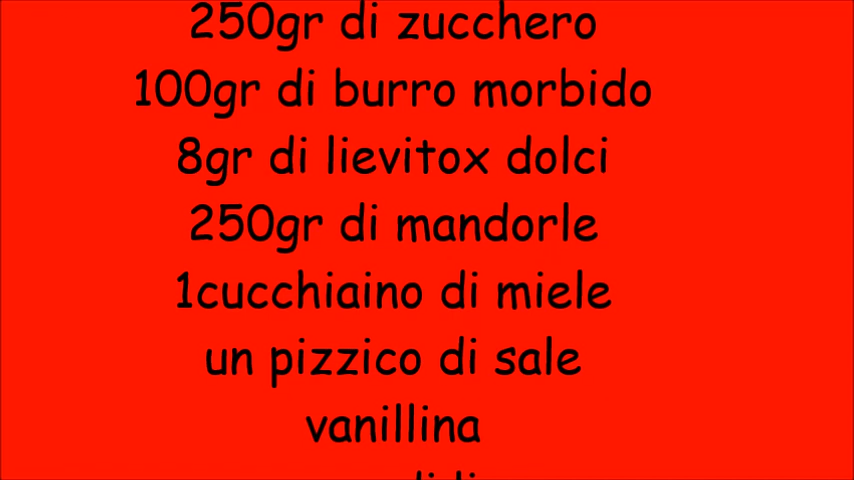 250gr di zucchero
100gr di burro morbido
8gr di lievitox dolci
250gr di mandorle
1cucchiaino di miele
un pizzico di sale
vanillina